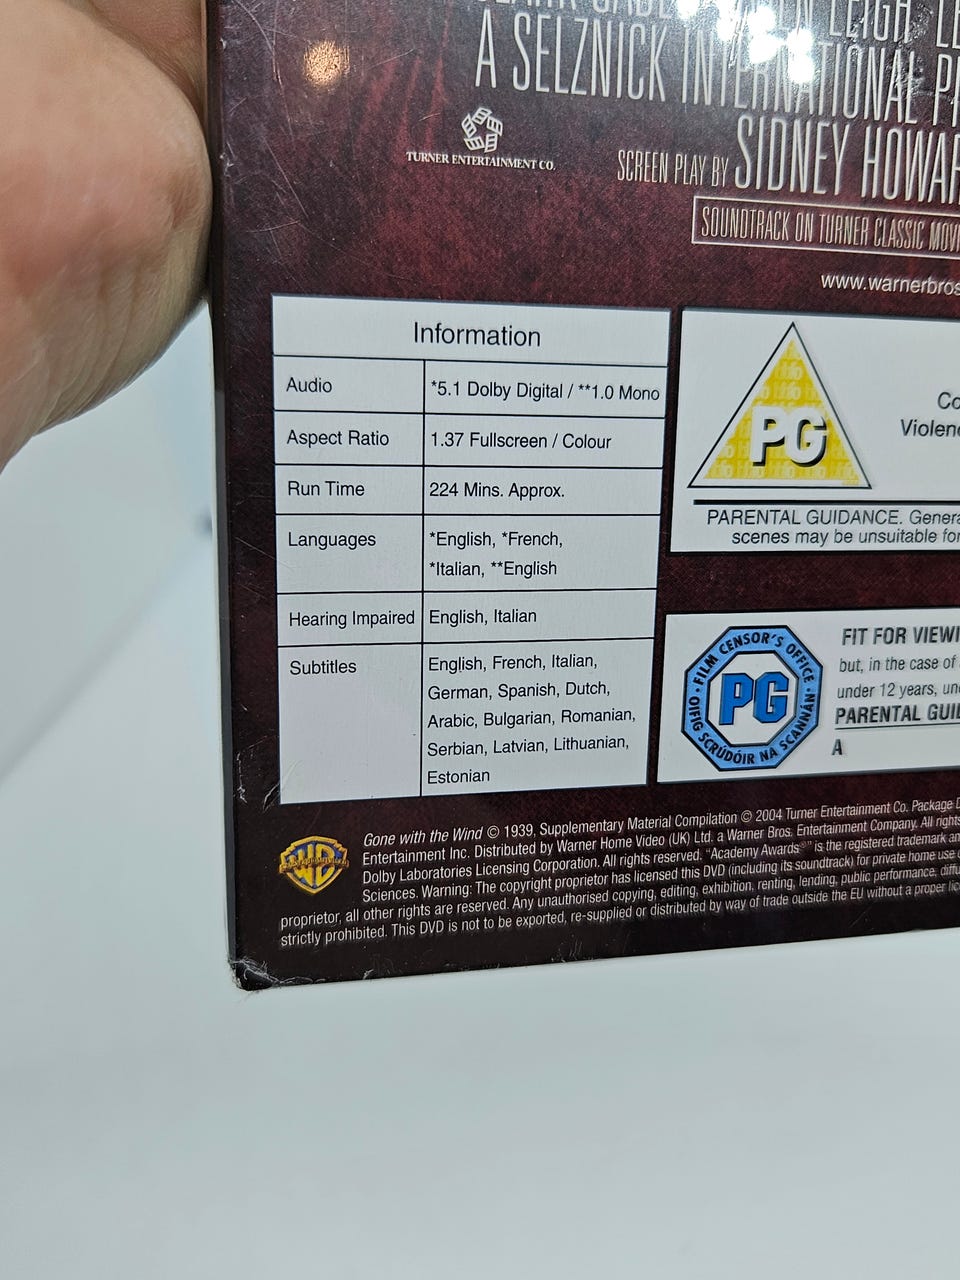 LEIGH
A SELZNICK INTERNATIONAL
TURNER ENTERTAINMENT CO.
SCREEN PLAY BY SIDNEY
SOUNDTRACK ON TURNER CLASSIC
Information
Audio *5.1 Dolby Digital / **1.0 Mono
Aspect Ratio 1.37 Fullscreen / Colour
Run Time 224 Mins. Approx.
Languages *English, *French,
*Italian, **English
Hearing Impaired English, Italian
Subtitles English, French, Italian,
German, Spanish, Dutch,
Arabic, Bulgarian, Romanian,
Serbian, Latvian, Lithuanian,
Estonian
www.warnerbros
PG
PARENTAL GUIDANCE.
scenes may be unsuitable for
FILM CENSOR'S OFFICE
PG
OIFIG SCRÚDÓIR NA SCANNÁN
FIT FOR
but, in the case of
under 12 years,
PARENTAL
A
WB
Gone with the Wind © 1939, Supplementary Material Compilation © 2004 Turner Entertainment Co. Package
Entertainment Inc. Distributed by Warner Home Video (UK) Ltd. a Warner Bros. Entertainment Company. All rights
Dolby Laboratories Licensing Corporation. All rights reserved. "Academy Awards®" is the registered trademark
Sciences. Warning: The copyright proprietor has licensed this DVD (including its soundtrack) for private home use
proprietor, all other rights are reserved. Any unauthorised copying, editing, exhibition, renting, lending, public performance,
strictly prohibited. This DVD is not to be exported, re-supplied or distributed by way of trade outside the EU without a proper